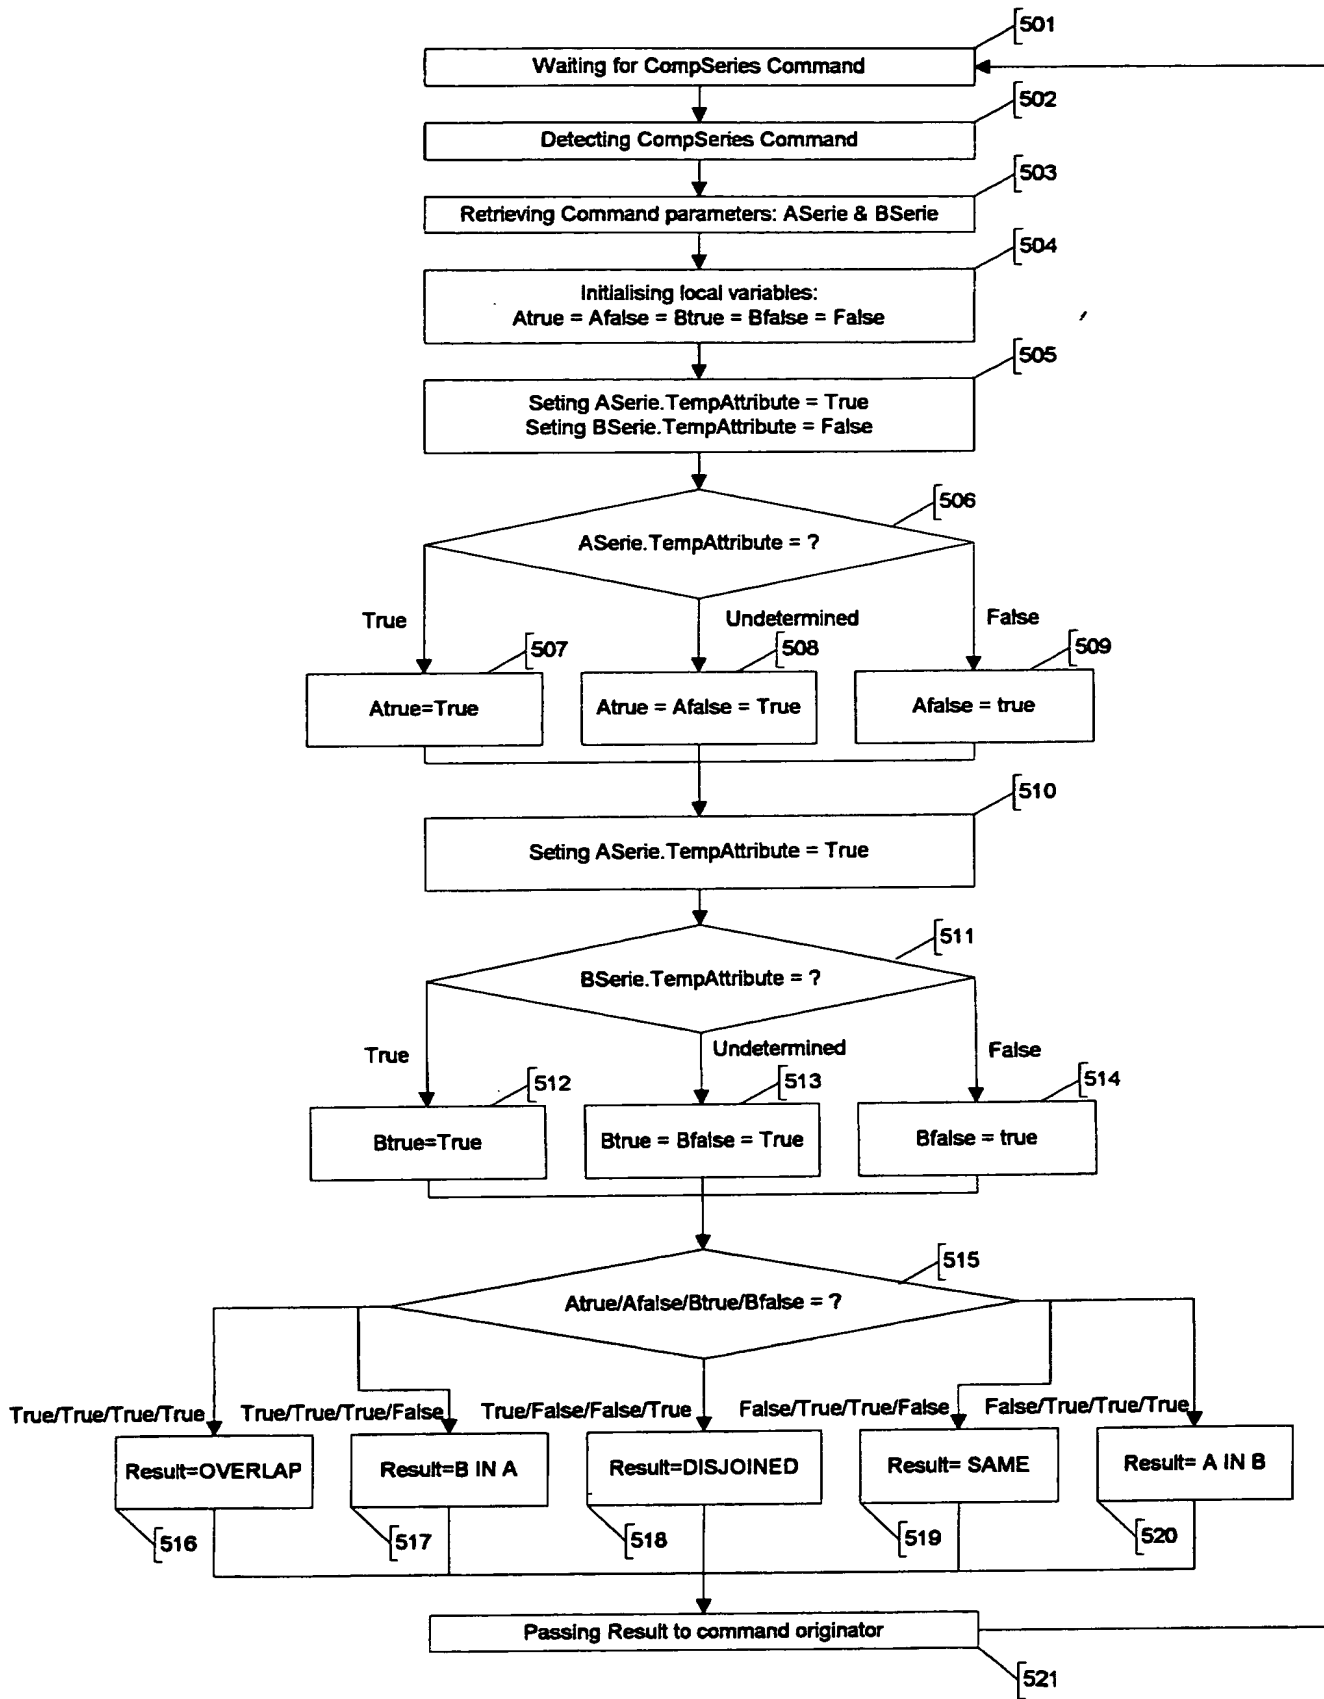 501
Waiting for CompSeries Command
502
Detecting CompSeries Command
503
Retrieving Command parameters: ASerie & BSerie
504
Initialising local variables:
Atrue = Afalse = Btrue = Bfalse = False
505
Seting ASerie.TempAttribute = True
Seting BSerie.TempAttribute = False
506
ASerie.TempAttribute = ?
True
Undetermined
False
507
508
509
Atrue=True
Atrue = Afalse = True
Afalse = true
510
Seting ASerie.TempAttribute = True
511
BSerie.TempAttribute = ?
True
Undetermined
False
512
513
514
Btrue=True
Btrue = Bfalse = True
Bfalse = true
515
Atrue/Afalse/Btrue/Bfalse = ?
True/True/True/True
True/True/True/False
True/False/False/True
False/True/True/False
False/True/True/True
Result=OVERLAP
Result=B IN A
Result=DISJOINED
Result= SAME
Result= A IN B
516
517
518
519
520
Passing Result to command originator
521